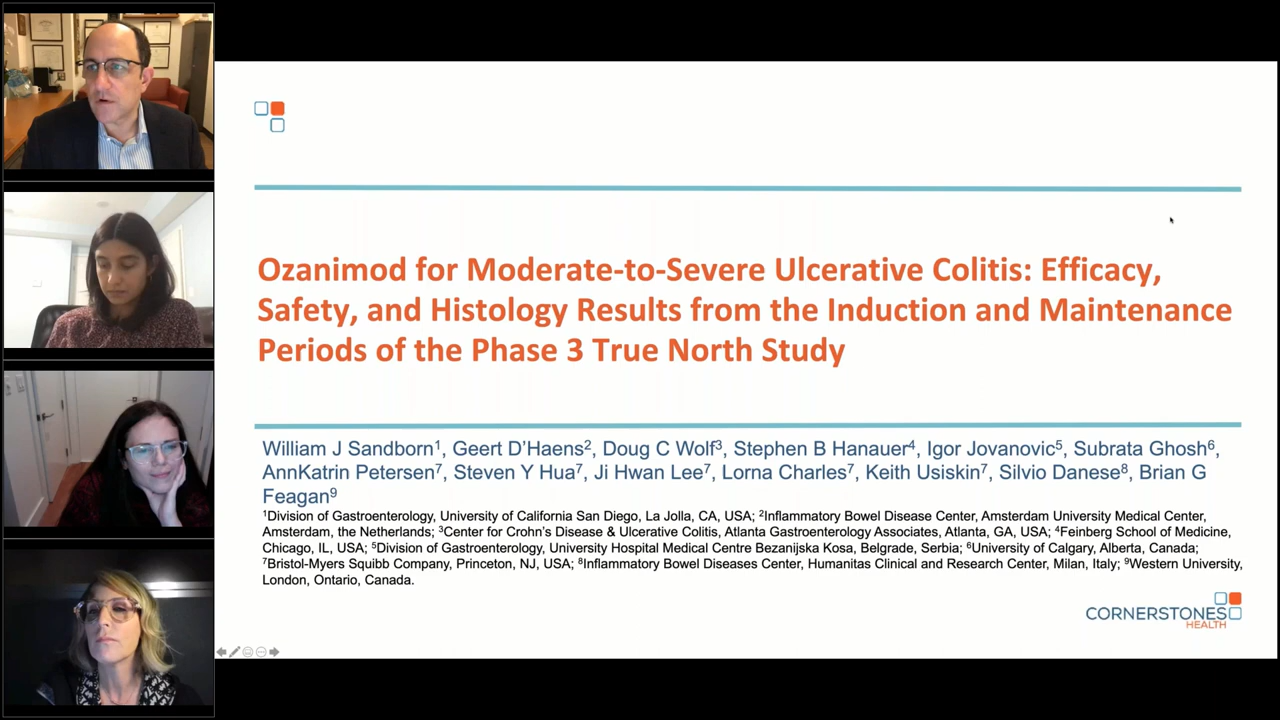 Ozanimod for Moderate-to-Severe Ulcerative Colitis: Efficacy,
Safety, and Histology Results from the Induction and Maintenance
Periods of the Phase 3 True North Study
William J Sandborn¹, Geert D’Haens², Doug C Wolf³, Stephen B Hanauer⁴, Igor Jovanovic⁵, Subrata Ghosh⁶,
AnnKatrin Petersen⁷, Steven Y Hua⁷, Ji Hwan Lee⁷, Lorna Charles⁷, Keith Usiskin⁷, Silvio Danese⁸, Brian G
Feagan⁹
¹Division of Gastroenterology, University of California San Diego, La Jolla, CA, USA; ²Inflammatory Bowel Disease Center, Amsterdam University Medical Center,
Amsterdam, the Netherlands; ³Center for Crohn’s Disease & Ulcerative Colitis, Atlanta Gastroenterology Associates, Atlanta, GA, USA; ⁴Feinberg School of Medicine,
Chicago, IL, USA; ⁵Division of Gastroenterology, University Hospital Medical Centre Bezanijska Kosa, Belgrade, Serbia; ⁶University of Calgary, Alberta, Canada;
⁷Bristol-Myers Squibb Company, Princeton, NJ, USA; ⁸Inflammatory Bowel Diseases Center, Humanitas Clinical and Research Center, Milan, Italy; ⁹Western University,
London, Ontario, Canada.
CORNERSTONES
HEALTH